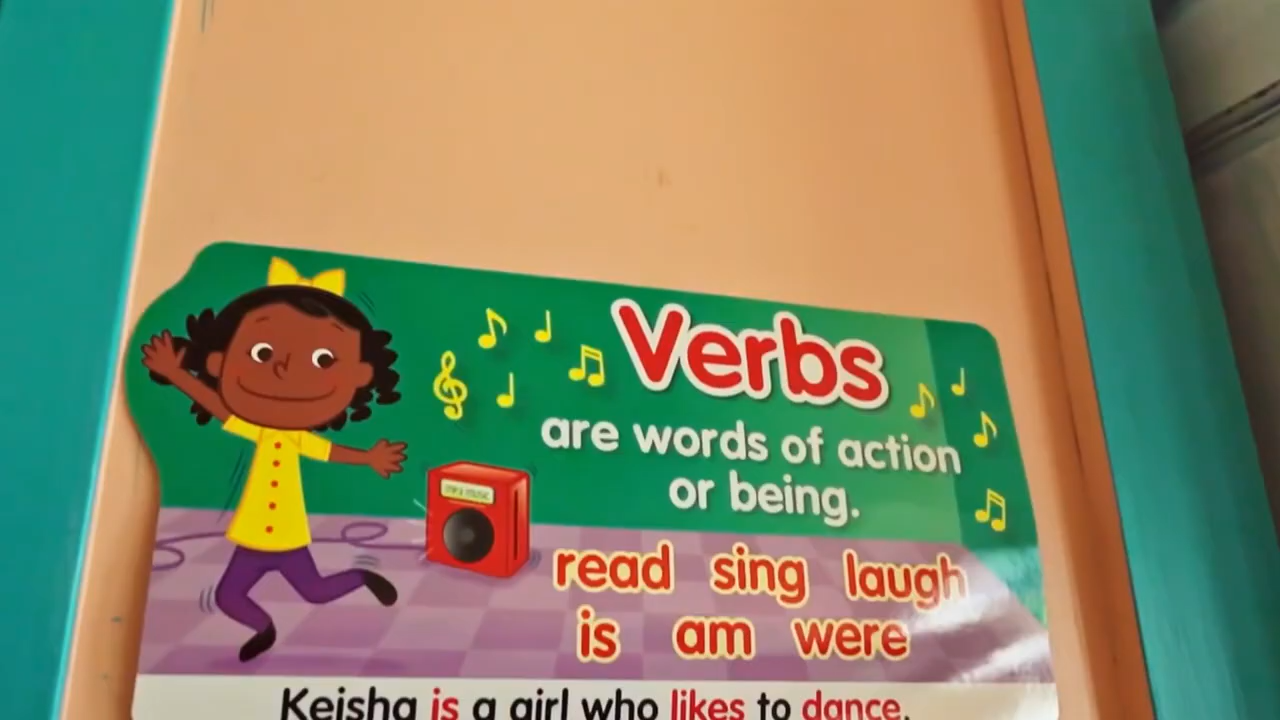 Verbs
are words of action
or being.
read sing laugh
is am were
Keisha is a girl who likes to dance.